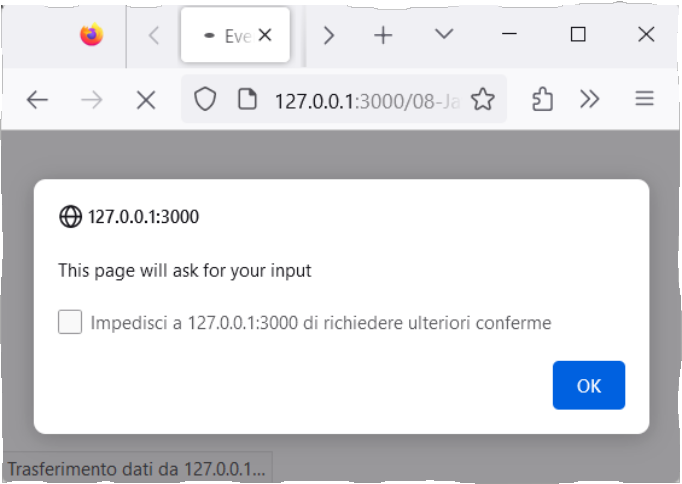 Eve
127.0.0.1:3000/08-Ja
127.0.0.1:3000
This page will ask for your input
Impedisci a 127.0.0.1:3000 di richiedere ulteriori conferme
OK
Trasferimento dati da 127.0.0.1...